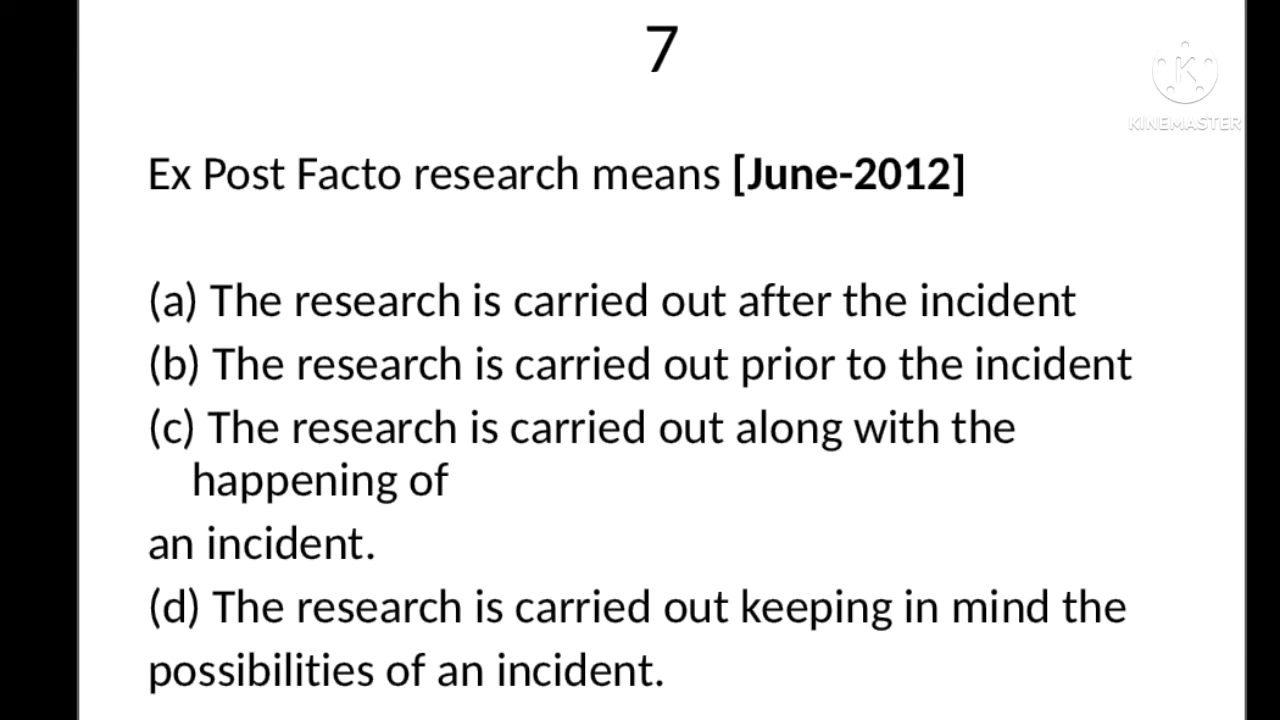 7
KINEMASTER
Ex Post Facto research means [June-2012]
(a) The research is carried out after the incident
(b) The research is carried out prior to the incident
(c) The research is carried out along with the
happening of
an incident.
(d) The research is carried out keeping in mind the
possibilities of an incident.